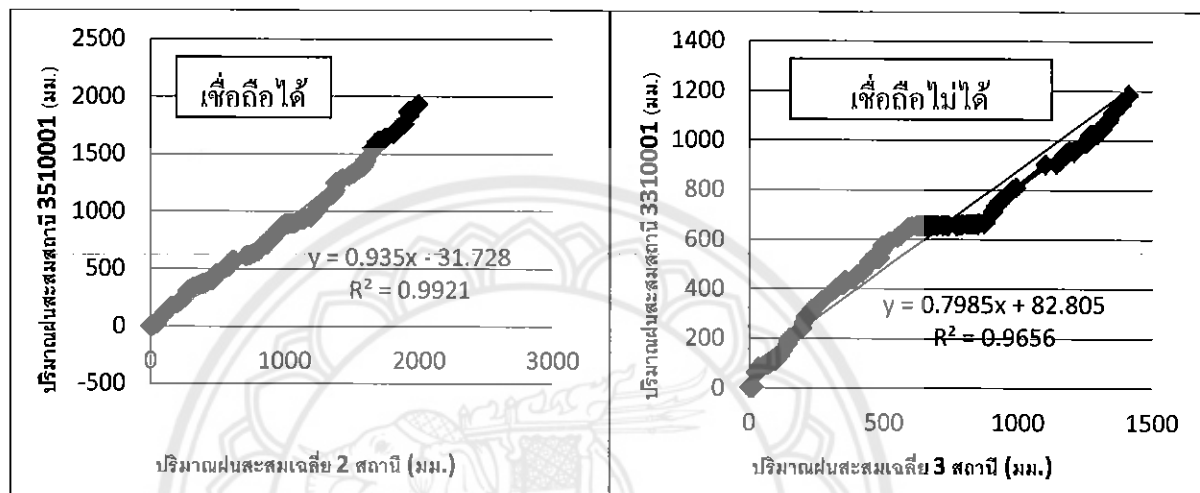 2500
2000
1500
1000
500
0
-500
0
1000
2000
3000
เชื่อถือได้
y = 0.935x - 31.728
R² = 0.9921
ปริมาณฝนสะสมสถานี 3510001 (มม.)
ปริมาณฝนสะสมเฉลี่ย 2 สถานี (มม.)
1400
1200
1000
800
600
400
200
0
0
500
1000
1500
เชื่อถือไม่ได้
y = 0.7985x + 82.805
R² = 0.9656
ปริมาณฝนสะสมสถานี 3310001 (มม.)
ปริมาณฝนสะสมเฉลี่ย 3 สถานี (มม.)